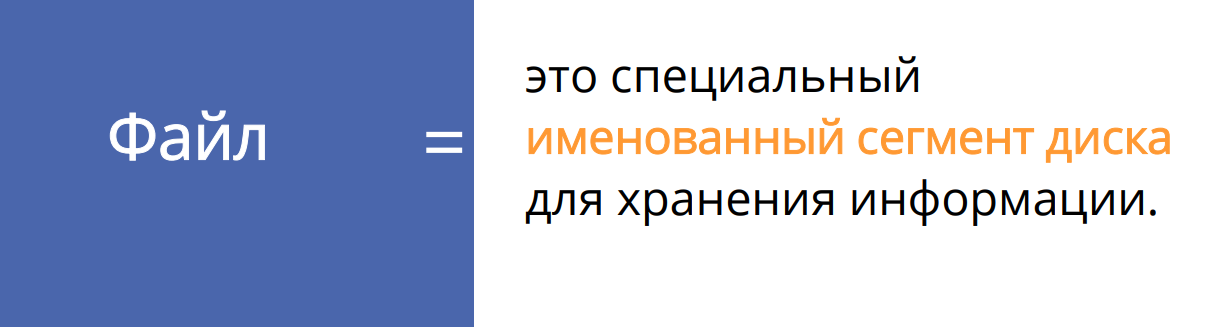 Файл =
это специальный
именованный сегмент диска
для хранения информации.